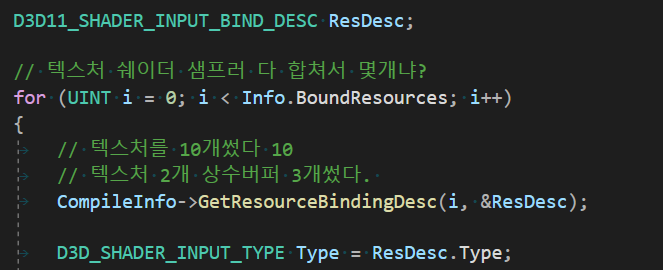 D3D11_SHADER_INPUT_BIND_DESC ResDesc;
// 텍스처 쉐이더 샘프러 다 합쳐서 몇개냐?
for (UINT i = 0; i < Info.BoundResources; i++)
{
// 텍스처를 10개썼다 10
// 텍스처 2개 상수버퍼 3개썼다.
CompileInfo->GetResourceBindingDesc(i, &ResDesc);
D3D_SHADER_INPUT_TYPE Type = ResDesc.Type;